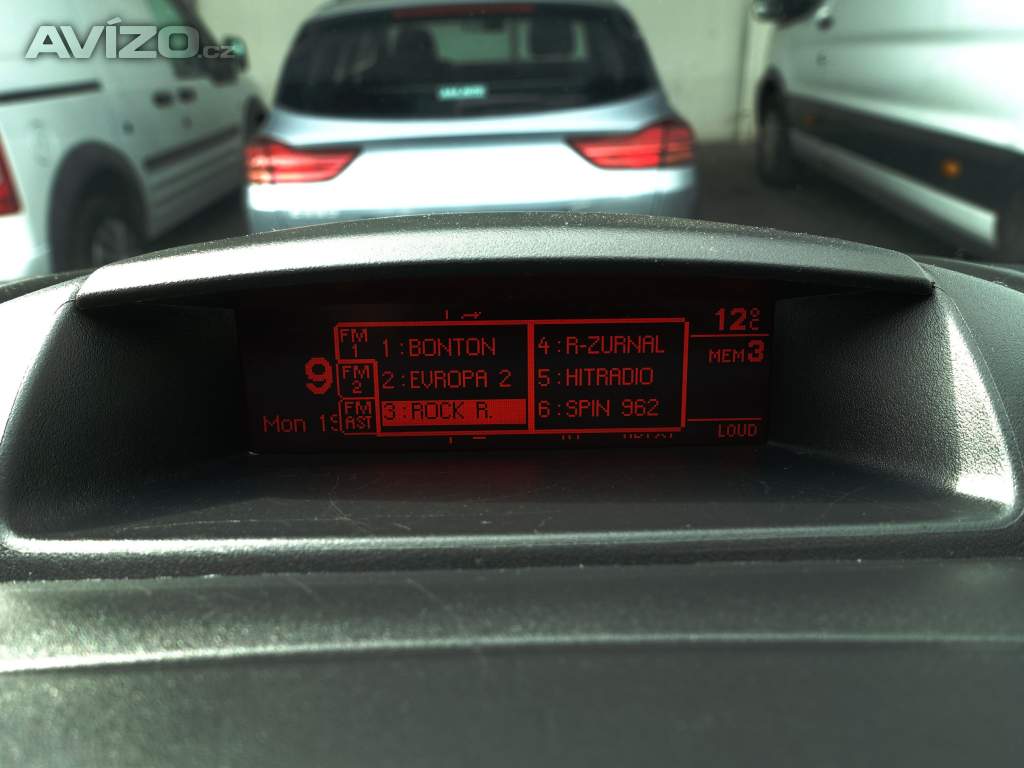 AVÍZO.cz
FM 1
1 :BONTON
4 :R-ZURNAL
12°C
9
FM 2
2 :EVROPA 2
5 :HITRADIO
MEM3
Mon
FM AST
3 :ROCK R.
6 :SPIN 962
LOUD